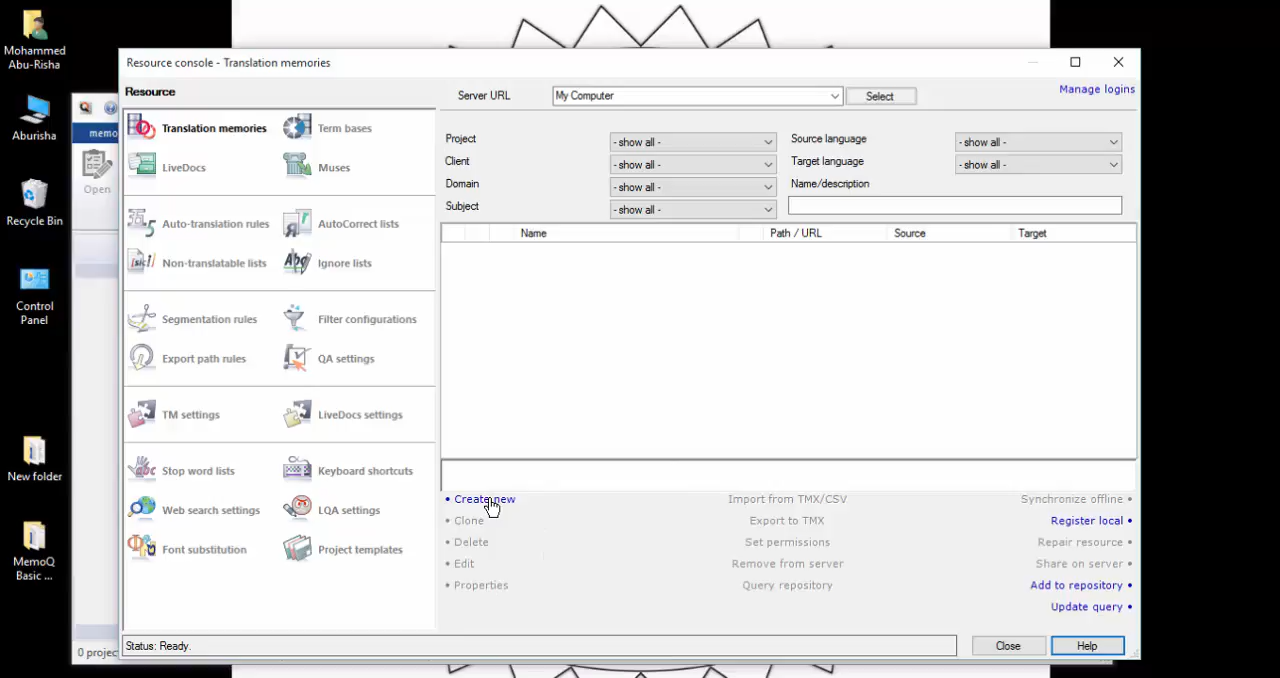 Mohammed
Abu-Risha
Aburisha
Recycle Bin
Control
Panel
New folder
MemoQ
Basic ...
memo
Open
0 projec
Resource console - Translation memories
Resource
Translation memories
Term bases
LiveDocs
Muses
Auto-translation rules
AutoCorrect lists
Non-translatable lists
Ignore lists
Segmentation rules
Filter configurations
Export path rules
QA settings
TM settings
LiveDocs settings
Stop word lists
Keyboard shortcuts
Web search settings
LQA settings
Font substitution
Project templates
Server URL
My Computer
Select
Manage logins
Project
- show all -
Source language
- show all -
Client
- show all -
Target language
- show all -
Domain
- show all -
Name/description
Subject
- show all -
Name Path / URL Source Target
• Create new
Import from TMX/CSV
Synchronize offline •
• Clone
Export to TMX
Register local •
• Delete
Set permissions
Repair resource •
• Edit
Remove from server
Share on server •
• Properties
Query repository
Add to repository •
Update query •
Status: Ready.
Close
Help